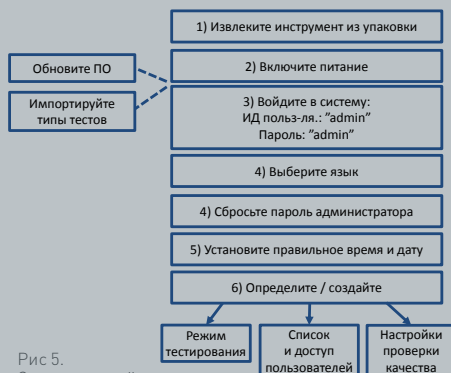 1) Извлеките инструмент из упаковки
Обновите ПО
2) Включите питание
Импортируйте
типы тестов
3) Войдите в систему:
ИД польз-ля.: ”admin”
Пароль: ”admin”
4) Выберите язык
4) Сбросьте пароль администратора
5) Установите правильное время и дату
6) Определите / создайте
Режим
тестирования
Список
и доступ
пользователей
Настройки
проверки
качества
Рис 5.